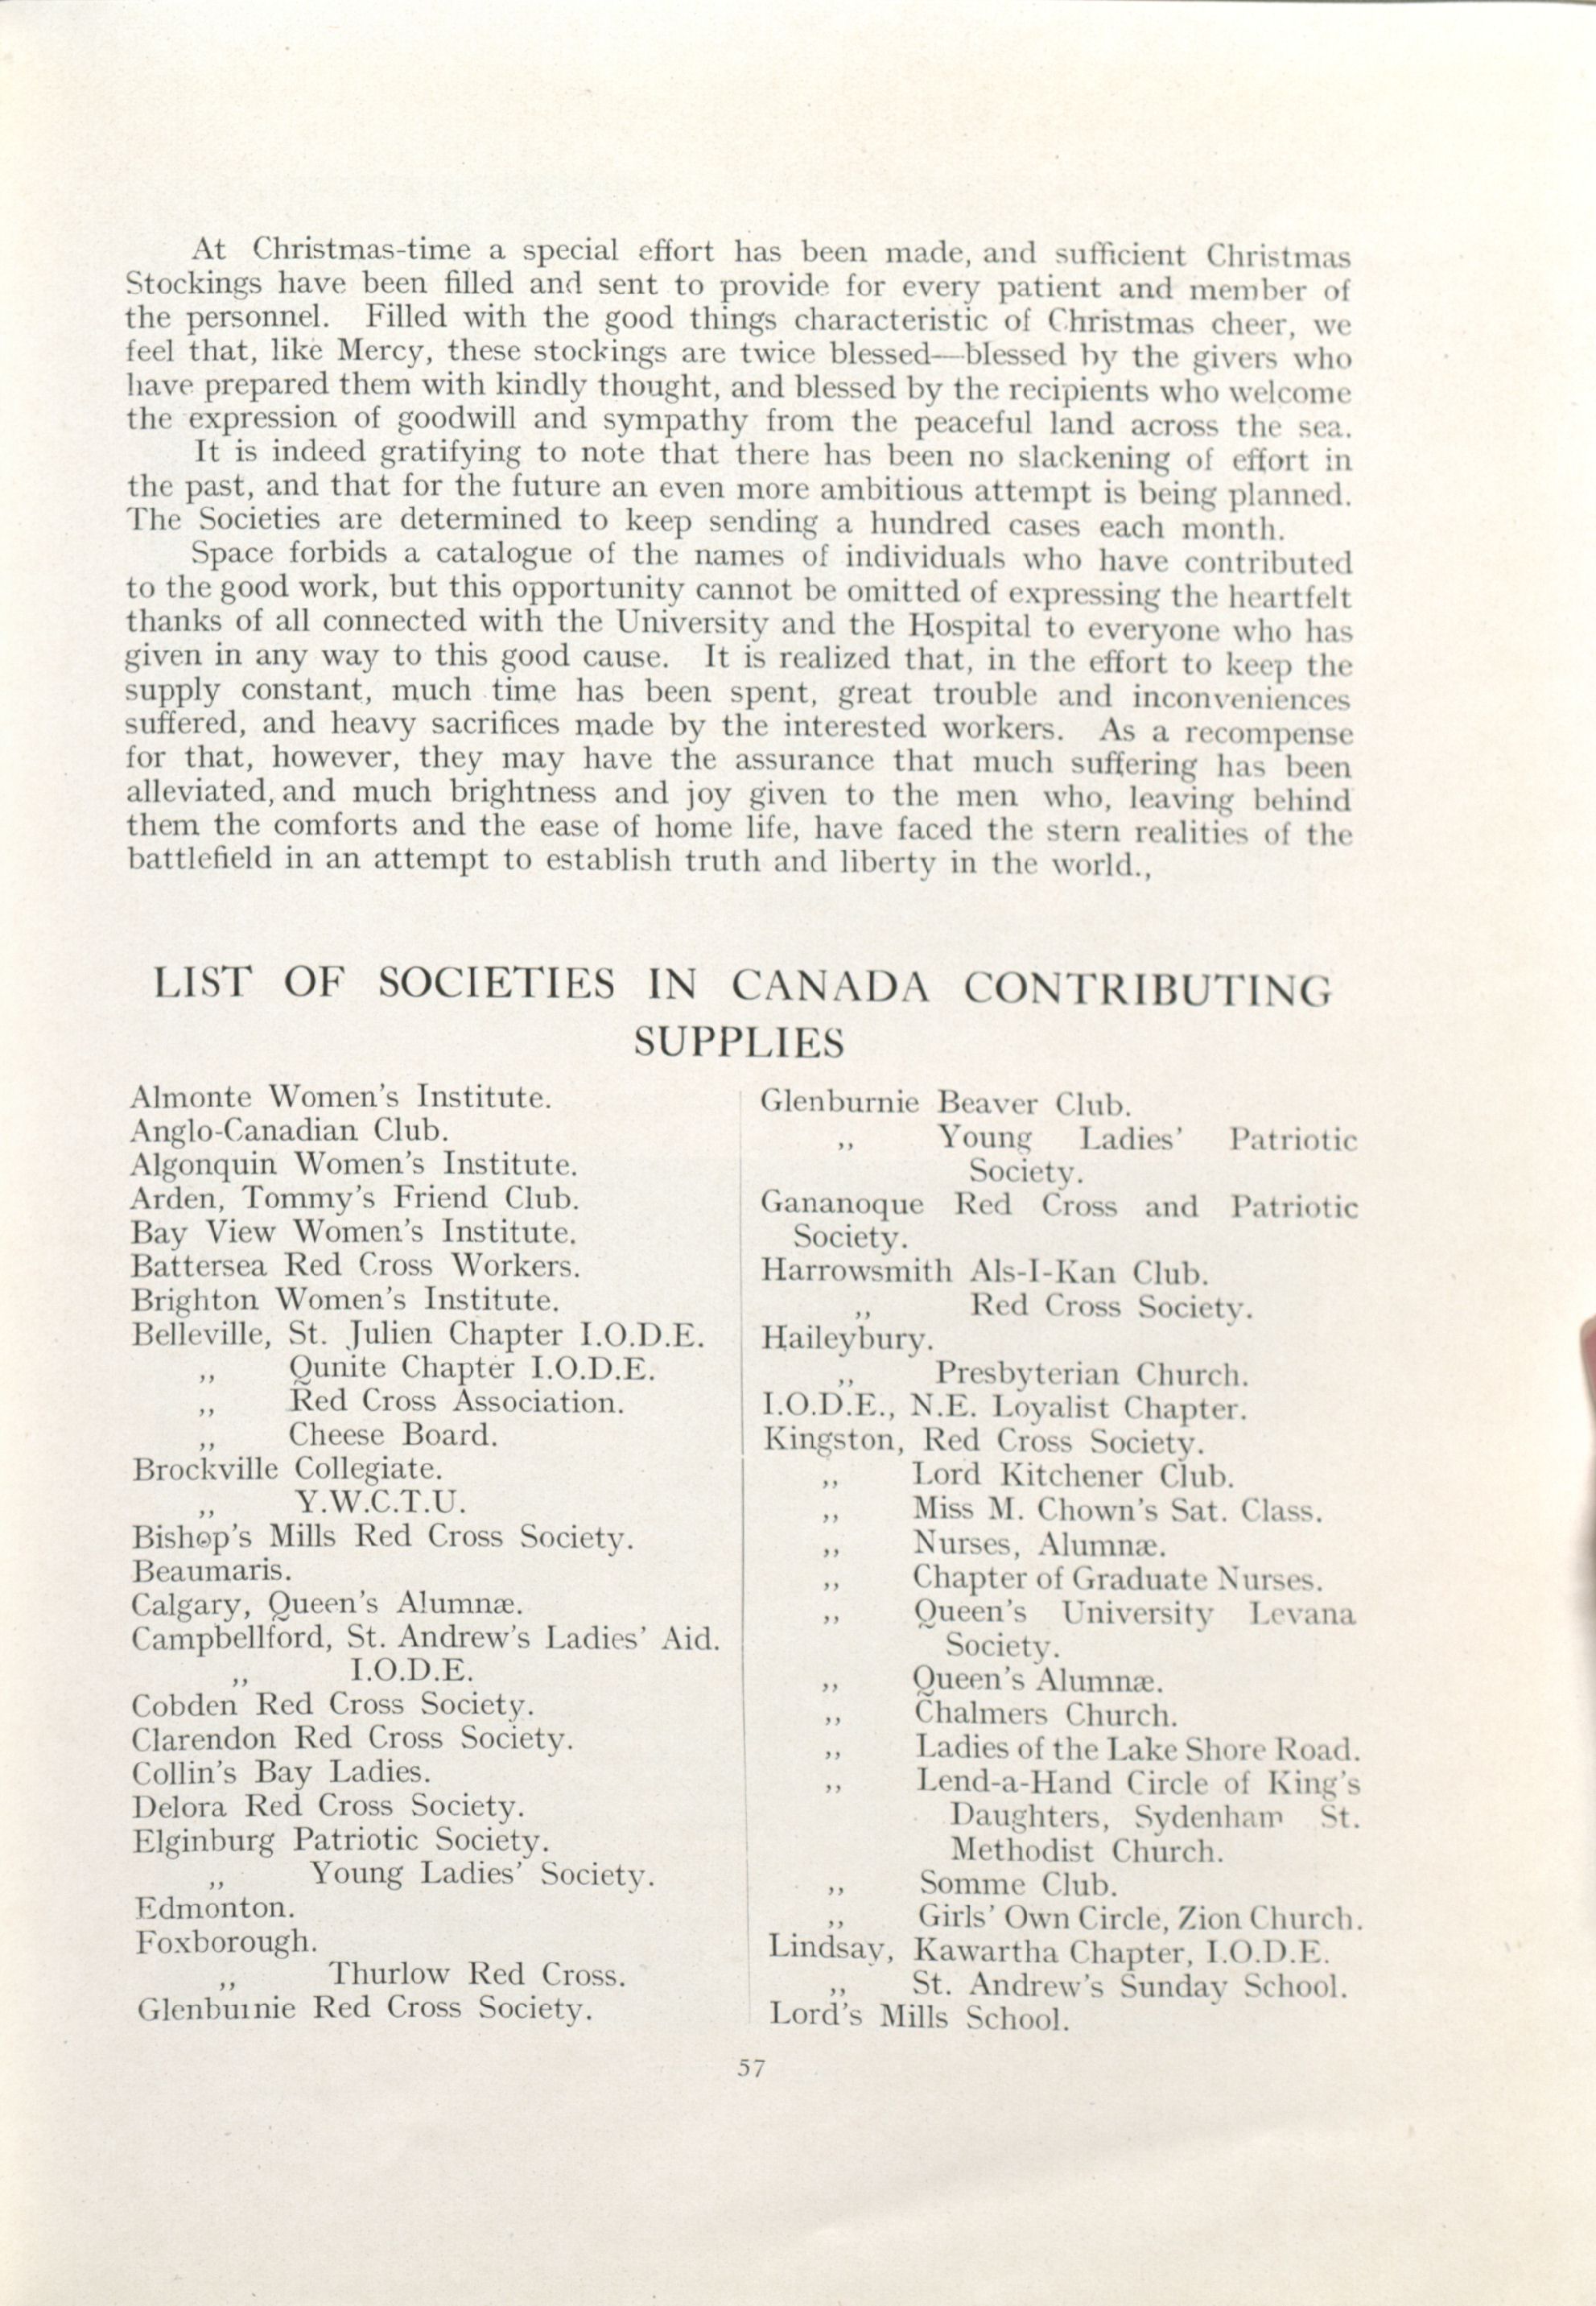 At Christmas-time a special effort has been made, and sufficient Christmas
Stockings have been filled and sent to provide for every patient and member of
the personnel. Filled with the good things characteristic of Christmas cheer, we
feel that, like Mercy, these stockings are twice blessed—blessed by the givers who
have prepared them with kindly thought, and blessed by the recipients who welcome
the expression of goodwill and sympathy from the peaceful land across the sea.
It is indeed gratifying to note that there has been no slackening of effort in
the past, and that for the future an even more ambitious attempt is being planned.
The Societies are determined to keep sending a hundred cases each month.
Space forbids a catalogue of the names of individuals who have contributed
to the good work, but this opportunity cannot be omitted of expressing the heartfelt
thanks of all connected with the University and the Hospital to everyone who has
given in any way to this good cause. It is realized that, in the effort to keep the
supply constant, much time has been spent, great trouble and inconveniences
suffered, and heavy sacrifices made by the interested workers. As a recompense
for that, however, they may have the assurance that much suffering has been
alleviated, and much brightness and joy given to the men who, leaving behind
them the comforts and the ease of home life, have faced the stern realities of the
battlefield in an attempt to establish truth and liberty in the world.,
LIST OF SOCIETIES IN CANADA CONTRIBUTING
SUPPLIES
Almonte Women's Institute.
Anglo-Canadian Club.
Algonquin Women's Institute.
Arden, Tommy's Friend Club.
Bay View Women's Institute.
Battersea Red Cross Workers.
Brighton Women's Institute.
Belleville, St. Julien Chapter I.O.D.E.
,, Qunite Chapter I.O.D.E.
,, Red Cross Association.
,, Cheese Board.
Brockville Collegiate.
,, Y.W.C.T.U.
Bishop's Mills Red Cross Society.
Beaumaris.
Calgary, Queen's Alumnæ.
Campbellford, St. Andrew's Ladies' Aid.
,, I.O.D.E.
Cobden Red Cross Society.
Clarendon Red Cross Society.
Collin's Bay Ladies.
Delora Red Cross Society.
Elginburg Patriotic Society.
,, Young Ladies' Society.
Edmonton.
Foxborough.
,, Thurlow Red Cross.
Glenburnie Red Cross Society.
Glenburnie Beaver Club.
,, Young Ladies' Patriotic
Society.
Gananoque Red Cross and Patriotic
Society.
Harrowsmith Als-I-Kan Club.
,, Red Cross Society.
Haileybury.
,, Presbyterian Church.
I.O.D.E., N.E. Loyalist Chapter.
Kingston, Red Cross Society.
,, Lord Kitchener Club.
,, Miss M. Chown's Sat. Class.
,, Nurses, Alumnæ.
,, Chapter of Graduate Nurses.
,, Queen's University Levana
Society.
,, Queen's Alumnæ.
,, Chalmers Church.
,, Ladies of the Lake Shore Road.
,, Lend-a-Hand Circle of King's
Daughters, Sydenham St.
Methodist Church.
,, Somme Club.
,, Girls' Own Circle, Zion Church.
Lindsay, Kawartha Chapter, I.O.D.E.
,, St. Andrew's Sunday School.
Lord's Mills School.
57